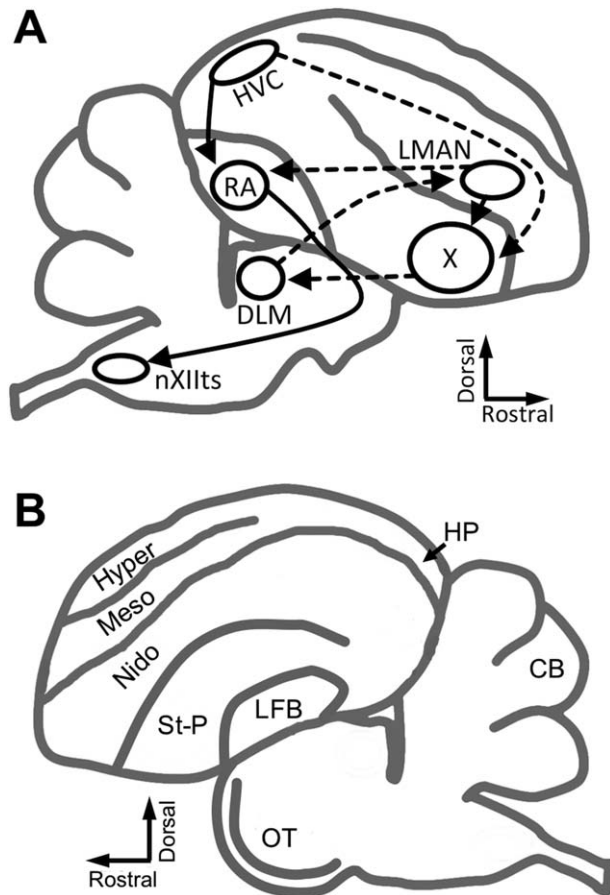 A
HVC
LMAN
RA
X
DLM
nXIIts
Dorsal
Rostral
B
HP
Hyper
Meso
Nido
CB
St-P
LFB
OT
Dorsal
Rostral